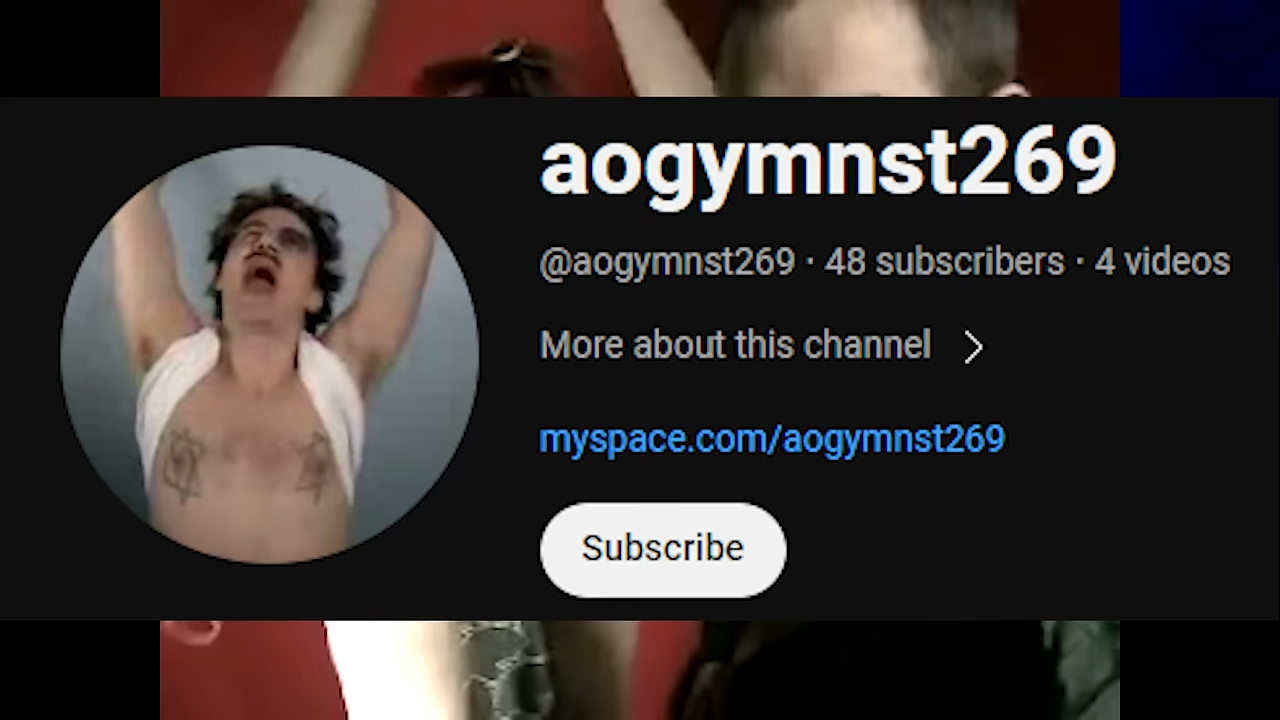 aogymnst269
@aogymnst269 · 48 subscribers · 4 videos
More about this channel >
myspace.com/aogymnst269
Subscribe